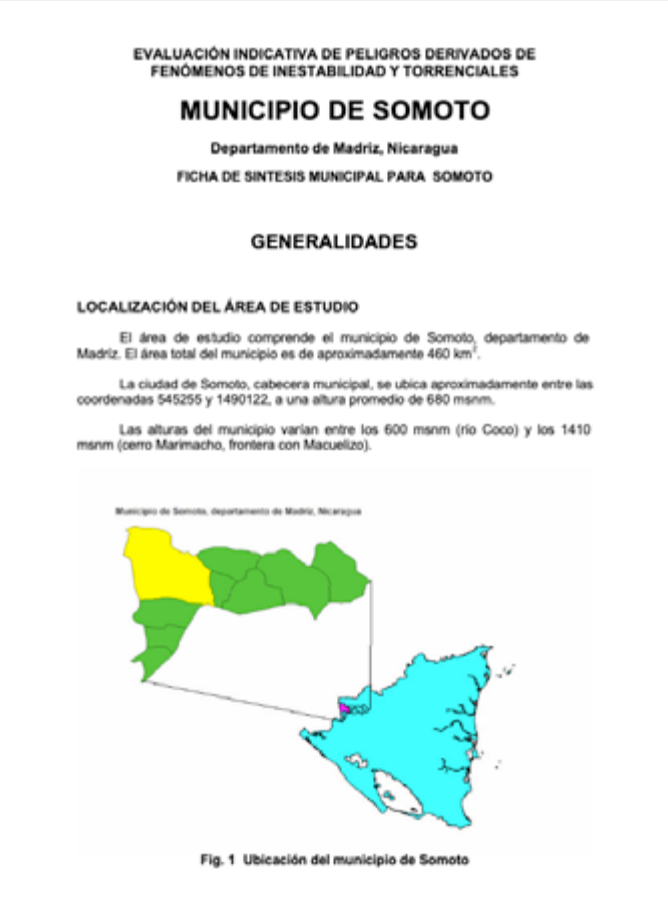 EVALUACIÓN INDICATIVA DE PELIGROS DERIVADOS DE
FENÓMENOS DE INESTABILIDAD Y TORRENCIALES
MUNICIPIO DE SOMOTO
Departamento de Madriz, Nicaragua
FICHA DE SINTESIS MUNICIPAL PARA SOMOTO
GENERALIDADES
LOCALIZACIÓN DEL ÁREA DE ESTUDIO
El área de estudio comprende el municipio de Somoto, departamento de
Madriz. El área total del municipio es de aproximadamente 460 km².
La ciudad de Somoto, cabecera municipal, se ubica aproximadamente entre las
coordenadas 545255 y 1490122, a una altura promedio de 680 msnm.
Las alturas del municipio varían entre los 600 msnm (río Coco) y los 1410
msnm (cerro Marimacho, frontera con Macuelizo).
Municipio de Somoto, departamento de Madriz, Nicaragua
Fig. 1 Ubicación del municipio de Somoto